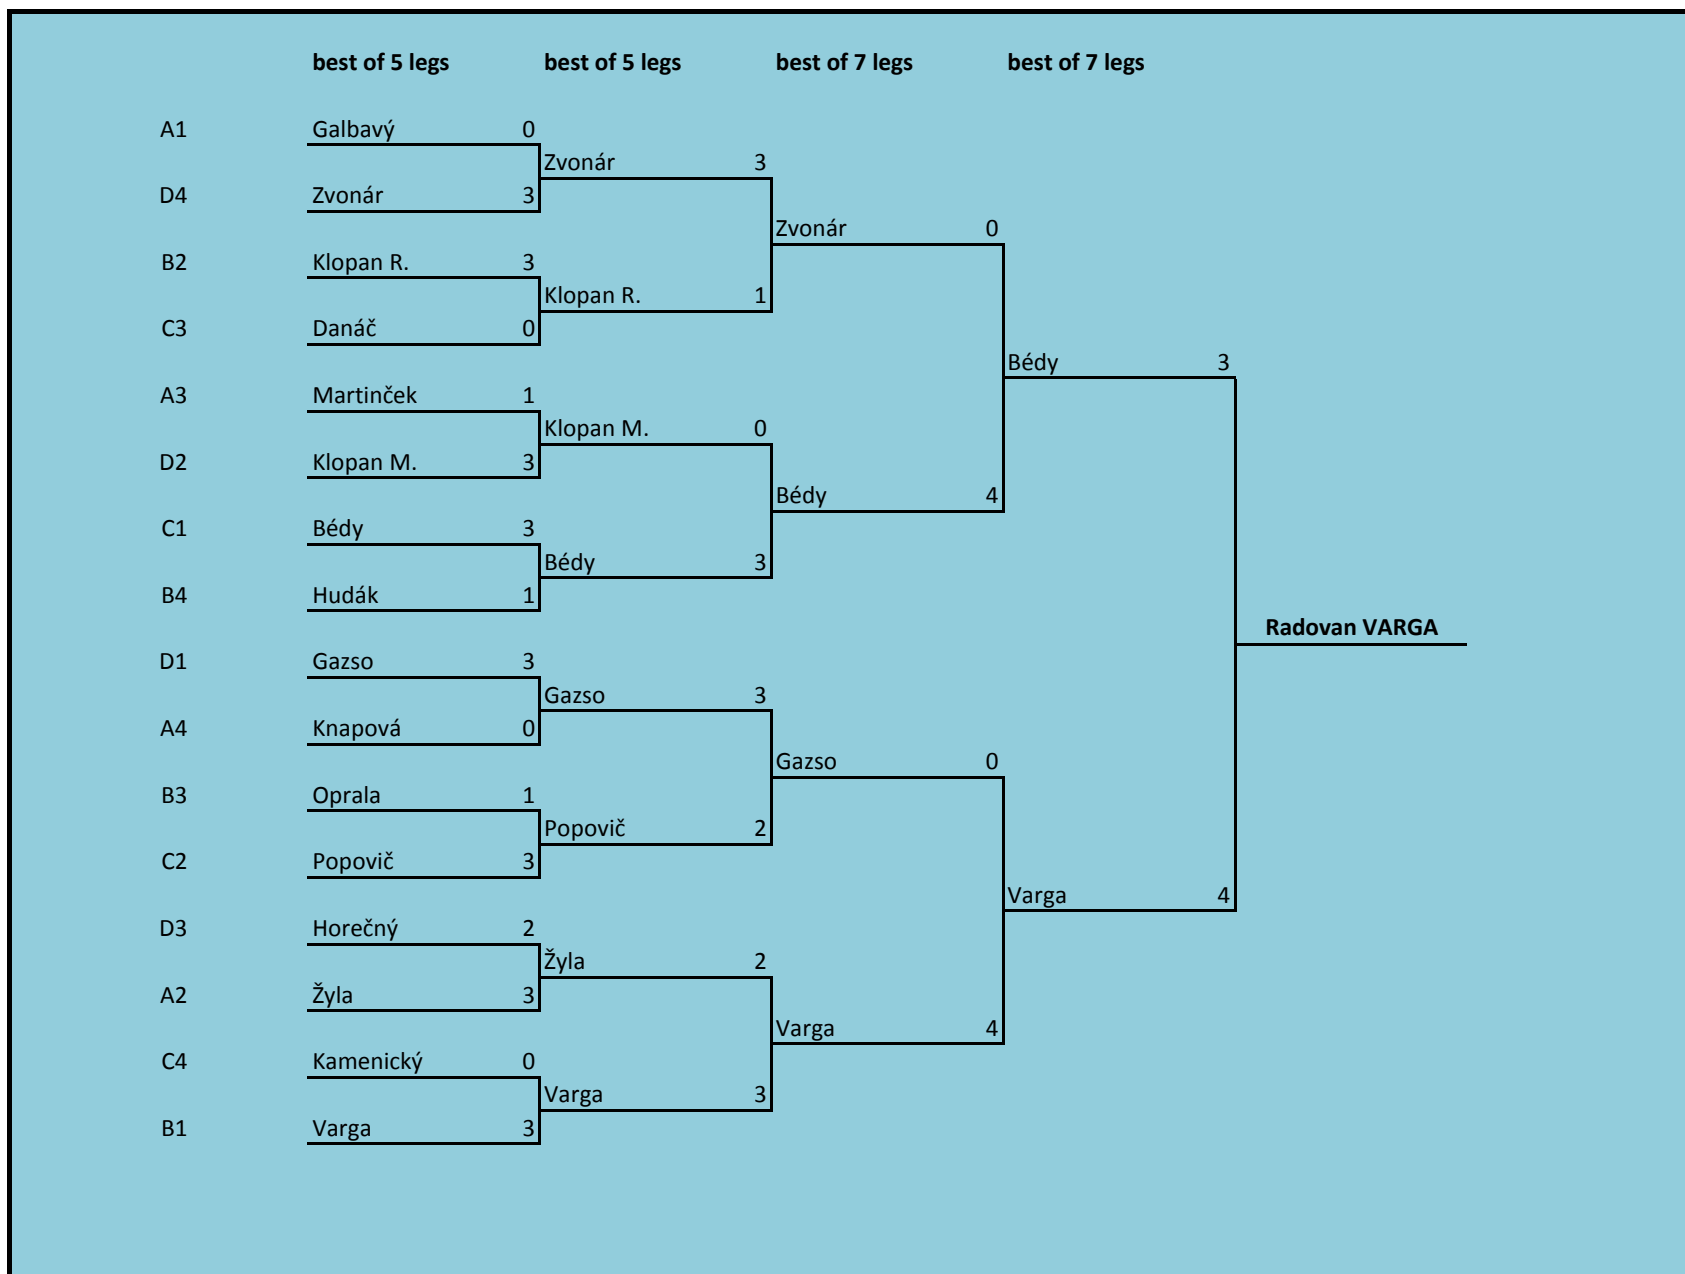 best of 5 legs best of 5 legs best of 7 legs best of 7 legs
A1 Galbavý 0
Zvonár 3
D4 Zvonár 3
Zvonár 0
B2 Klopan R. 3
Klopan R. 1
C3 Danáč 0
Bédy 3
A3 Martinček 1
Klopan M. 0
D2 Klopan M. 3
Bédy 4
C1 Bédy 3
Bédy 3
B4 Hudák 1
Radovan VARGA
D1 Gazso 3
Gazso 3
A4 Knapová 0
Gazso 0
B3 Oprala 1
Popovič 2
C2 Popovič 3
Varga 4
D3 Horečný 2
Žyla 2
A2 Žyla 3
Varga 4
C4 Kamenický 0
Varga 3
B1 Varga 3